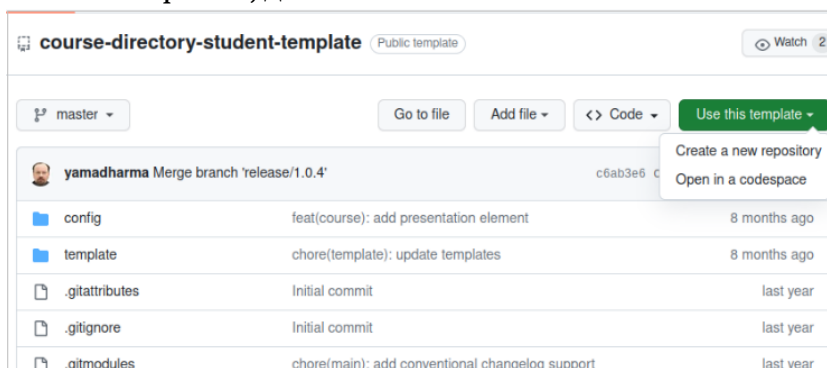 course-directory-student-template Public template Watch 2
master Go to file Add file <> Code Use this template
Create a new repository
yamadharma Merge branch 'release/1.0.4' c6ab3e6
Open in a codespace
config feat(course): add presentation element 8 months ago
template chore(template): update templates 8 months ago
.gitattributes Initial commit last year
.gitignore Initial commit last year
.gitmodules chore(main): add conventional changelog support last year